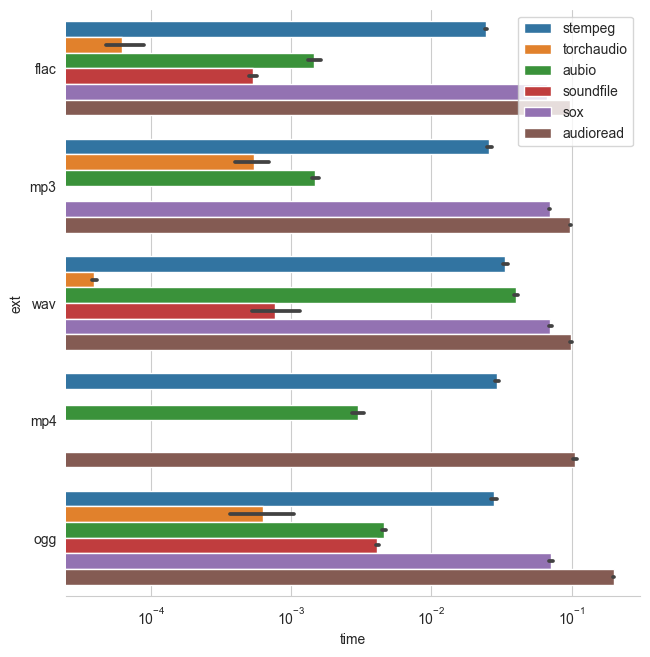 stempeg
torchaudio
aubio
soundfile
sox
audioread
flac
mp3
wav
mp4
ogg
ext
10⁻⁴ 10⁻³ 10⁻² 10⁻¹
time